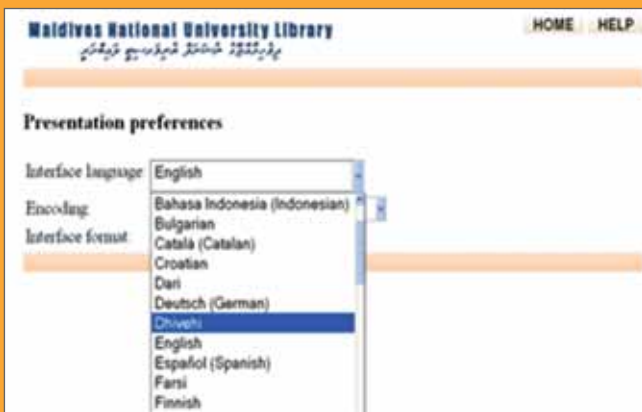 Maldives National University Library
HOME HELP
ދިވެހިރާއްޖޭގެ ޤައުމީ ޔުނިވަރސިޓީ ލައިބްރަރީ
Presentation preferences
Interface language English
Encoding
Interface format
Bahasa Indonesia (Indonesian)
Bulgarian
Català (Catalan)
Croatian
Dari
Deutsch (German)
Dhivehi
English
Español (Spanish)
Farsi
Finnish